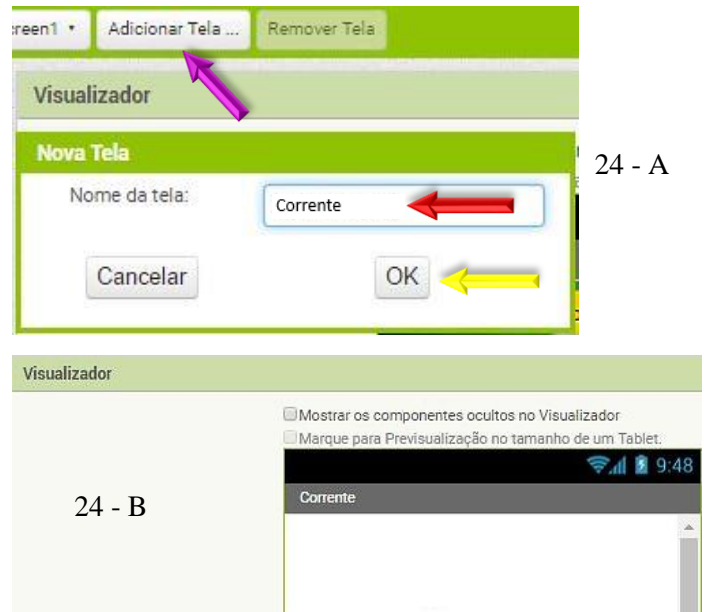 reen1 Adicionar Tela ... Remover Tela
Visualizador
Nova Tela
Nome da tela:
Corrente
Cancelar
OK
24 - A
Visualizador
Mostrar os componentes ocultos no Visualizador
Marque para Previsualização no tamanho de um Tablet.
9:48
Corrente
24 - B